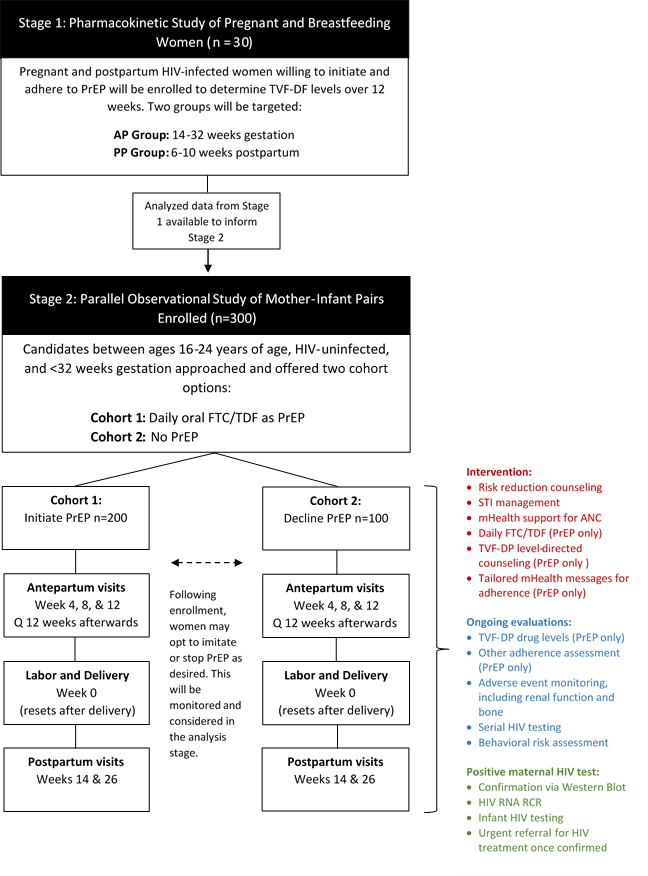 Stage 1: Pharmacokinetic Study of Pregnant and Breastfeeding
Women (n = 30)
Pregnant and postpartum HIV-infected women willing to initiate and
adhere to PrEP will be enrolled to determine TVF-DF levels over 12
weeks. Two groups will be targeted:
AP Group: 14-32 weeks gestation
PP Group: 6-10 weeks postpartum
Analyzed data from Stage
1 available to inform
Stage 2
Stage 2: Parallel Observational Study of Mother-Infant Pairs
Enrolled (n=300)
Candidates between ages 16-24 years of age, HIV-uninfected,
and <32 weeks gestation approached and offered two cohort
options:
Cohort 1: Daily oral FTC/TDF as PrEP
Cohort 2: No PrEP
Cohort 1:
Initiate PrEP n=200
Antepartum visits
Week 4, 8, & 12
Q 12 weeks afterwards
Labor and Delivery
Week 0
(resets after delivery)
Postpartum visits
Weeks 14 & 26
Following
enrollment,
women may
opt to imitate
or stop PrEP as
desired. This
will be
monitored and
considered in
the analysis
stage.
Cohort 2:
Decline PrEP n=100
Antepartum visits
Week 4, 8, & 12
Q 12 weeks afterwards
Labor and Delivery
Week 0
(resets after delivery)
Postpartum visits
Weeks 14 & 26
Intervention:
• Risk reduction counseling
• STI management
• mHealth support for ANC
• Daily FTC/TDF (PrEP only)
• TVF-DP level-directed
counseling (PrEP only )
• Tailored mHealth messages for
adherence (PrEP only)
Ongoing evaluations:
• TVF-DP drug levels (PrEP only)
• Other adherence assessment
(PrEP only)
• Adverse event monitoring,
including renal function and
bone
• Serial HIV testing
• Behavioral risk assessment
Positive maternal HIV test:
• Confirmation via Western Blot
• HIV RNA RCR
• Infant HIV testing
• Urgent referral for HIV
treatment once confirmed